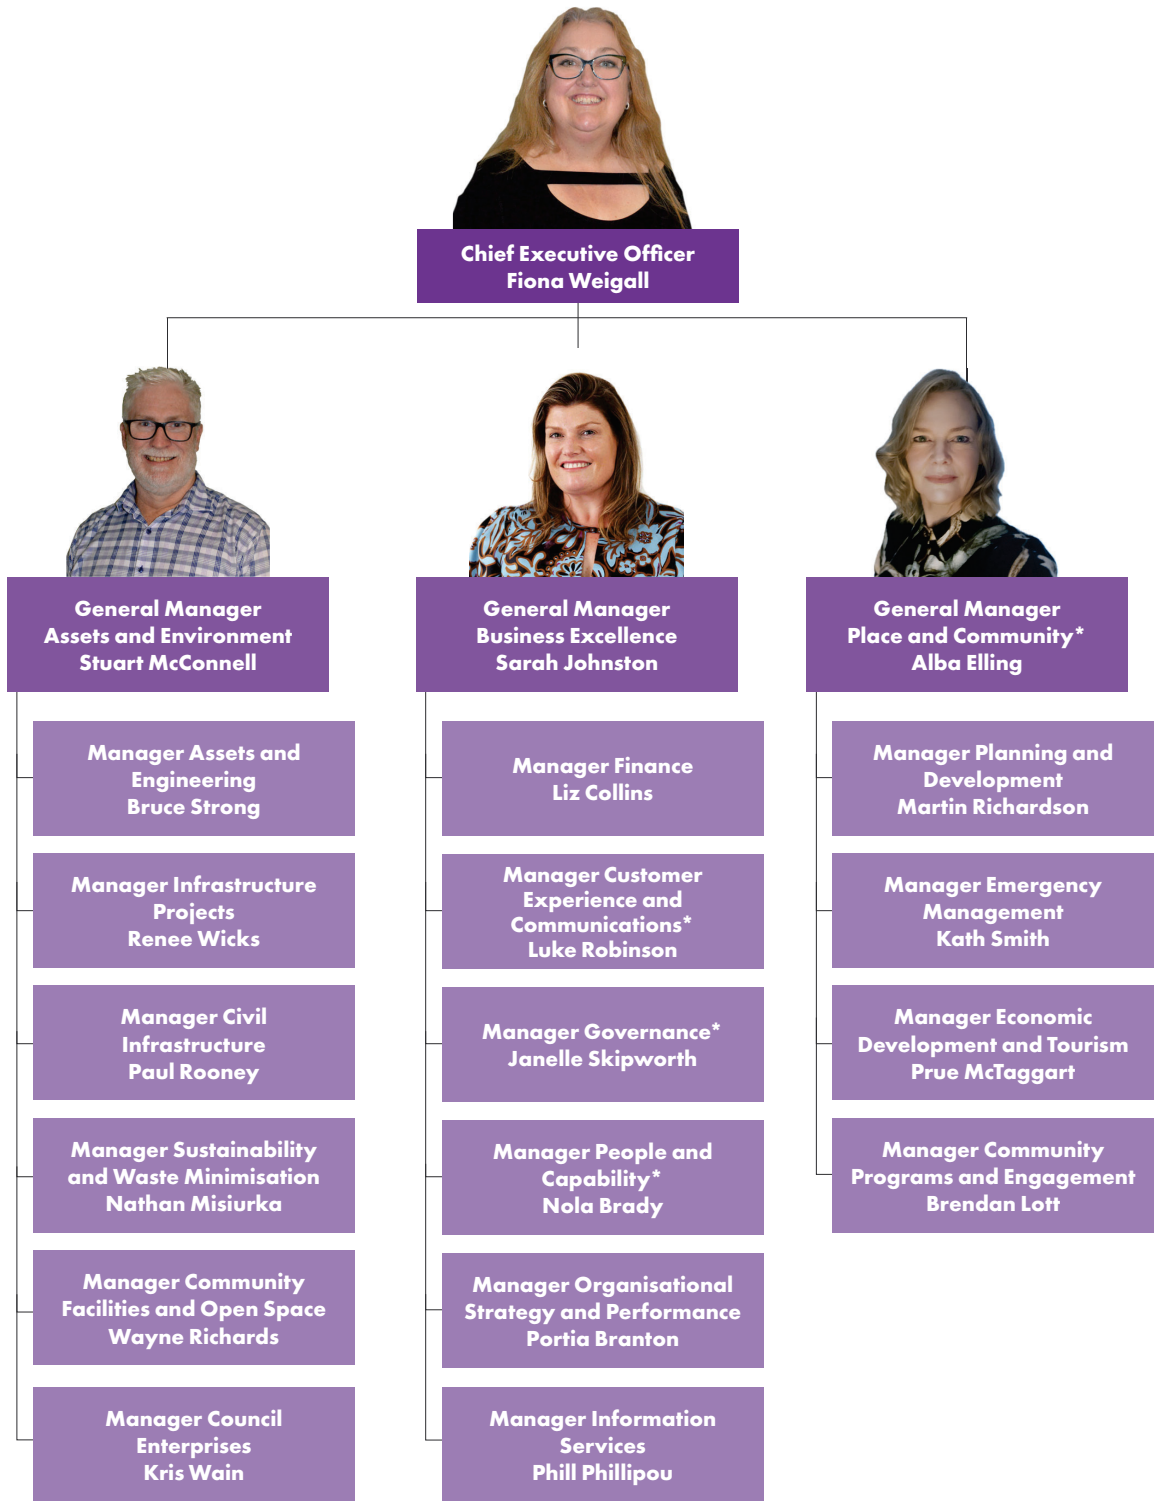 Chief Executive Officer
Fiona Weigall
General Manager
Assets and Environment
Stuart McConnell
Manager Assets and
Engineering
Bruce Strong
Manager Infrastructure
Projects
Renee Wicks
Manager Civil
Infrastructure
Paul Rooney
Manager Sustainability
and Waste Minimisation
Nathan Misiurka
Manager Community
Facilities and Open Space
Wayne Richards
Manager Council
Enterprises
Kris Wain
General Manager
Business Excellence
Sarah Johnston
Manager Finance
Liz Collins
Manager Customer
Experience and
Communications*
Luke Robinson
Manager Governance*
Janelle Skipworth
Manager People and
Capability*
Nola Brady
Manager Organisational
Strategy and Performance
Portia Branton
Manager Information
Services
Phill Phillipou
General Manager
Place and Community*
Alba Elling
Manager Planning and
Development
Martin Richardson
Manager Emergency
Management
Kath Smith
Manager Economic
Development and Tourism
Prue McTaggart
Manager Community
Programs and Engagement
Brendan Lott